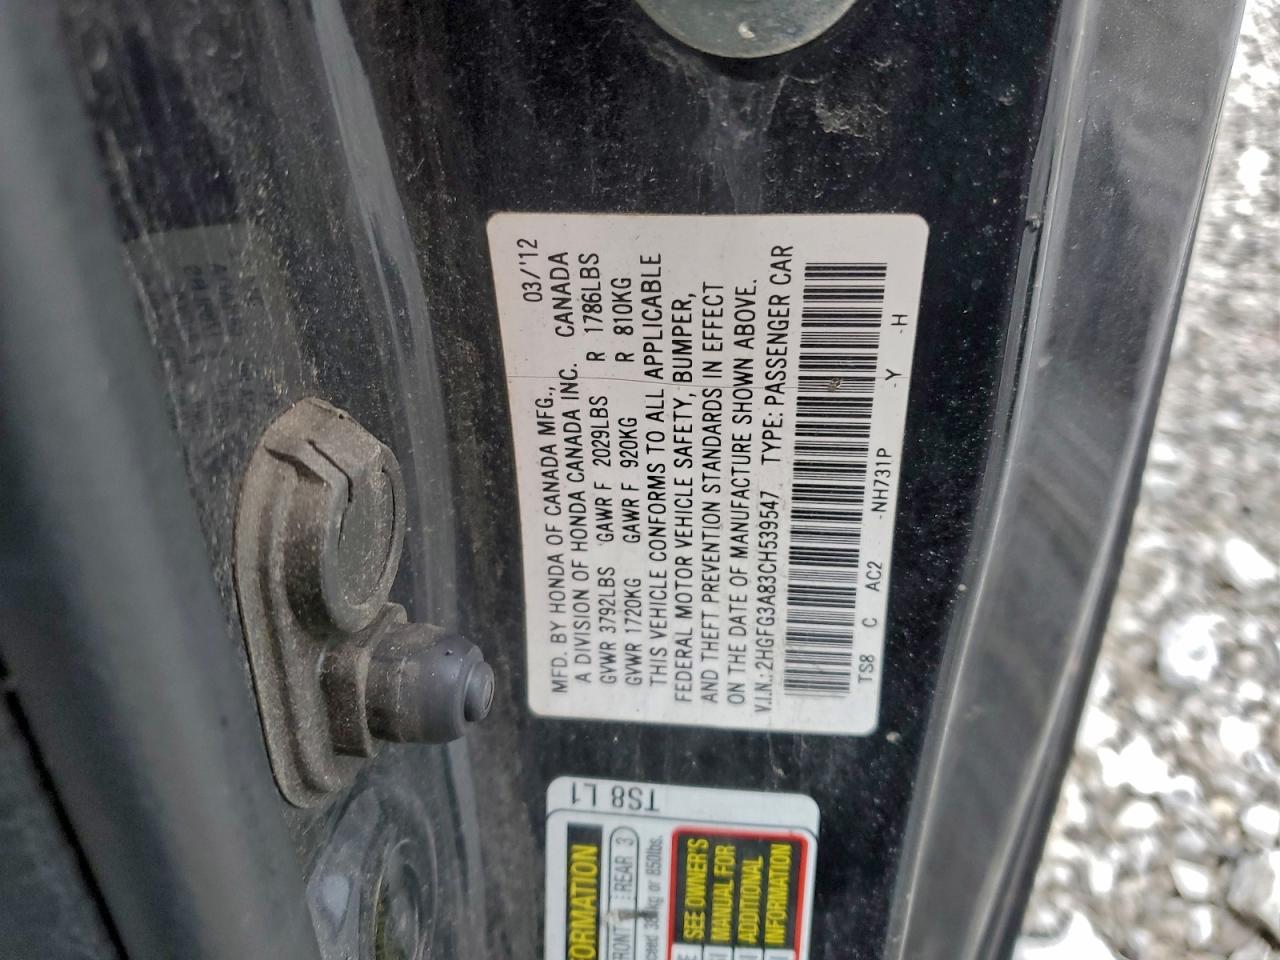 MFD. BY HONDA OF CANADA MFG., 03/'12
A DIVISION OF HONDA CANADA INC. CANADA
GVWR 3792LBS GAWR F 2029LBS R 1786LBS
GVWR 1720KG GAWR F 920KG R 810KG
THIS VEHICLE CONFORMS TO ALL APPLICABLE
FEDERAL MOTOR VEHICLE SAFETY, BUMPER,
AND THEFT PREVENTION STANDARDS IN EFFECT
ON THE DATE OF MANUFACTURE SHOWN ABOVE.
V.I.N.: 2HGFG3A83CH539547 TYPE: PASSENGER CAR
TS8 C AC2 -NH731P -Y -H
TS8 L1
REAR 3
or 850lbs.
SEE OWNER'S
MANUAL FOR
ADDITIONAL
INFORMATION